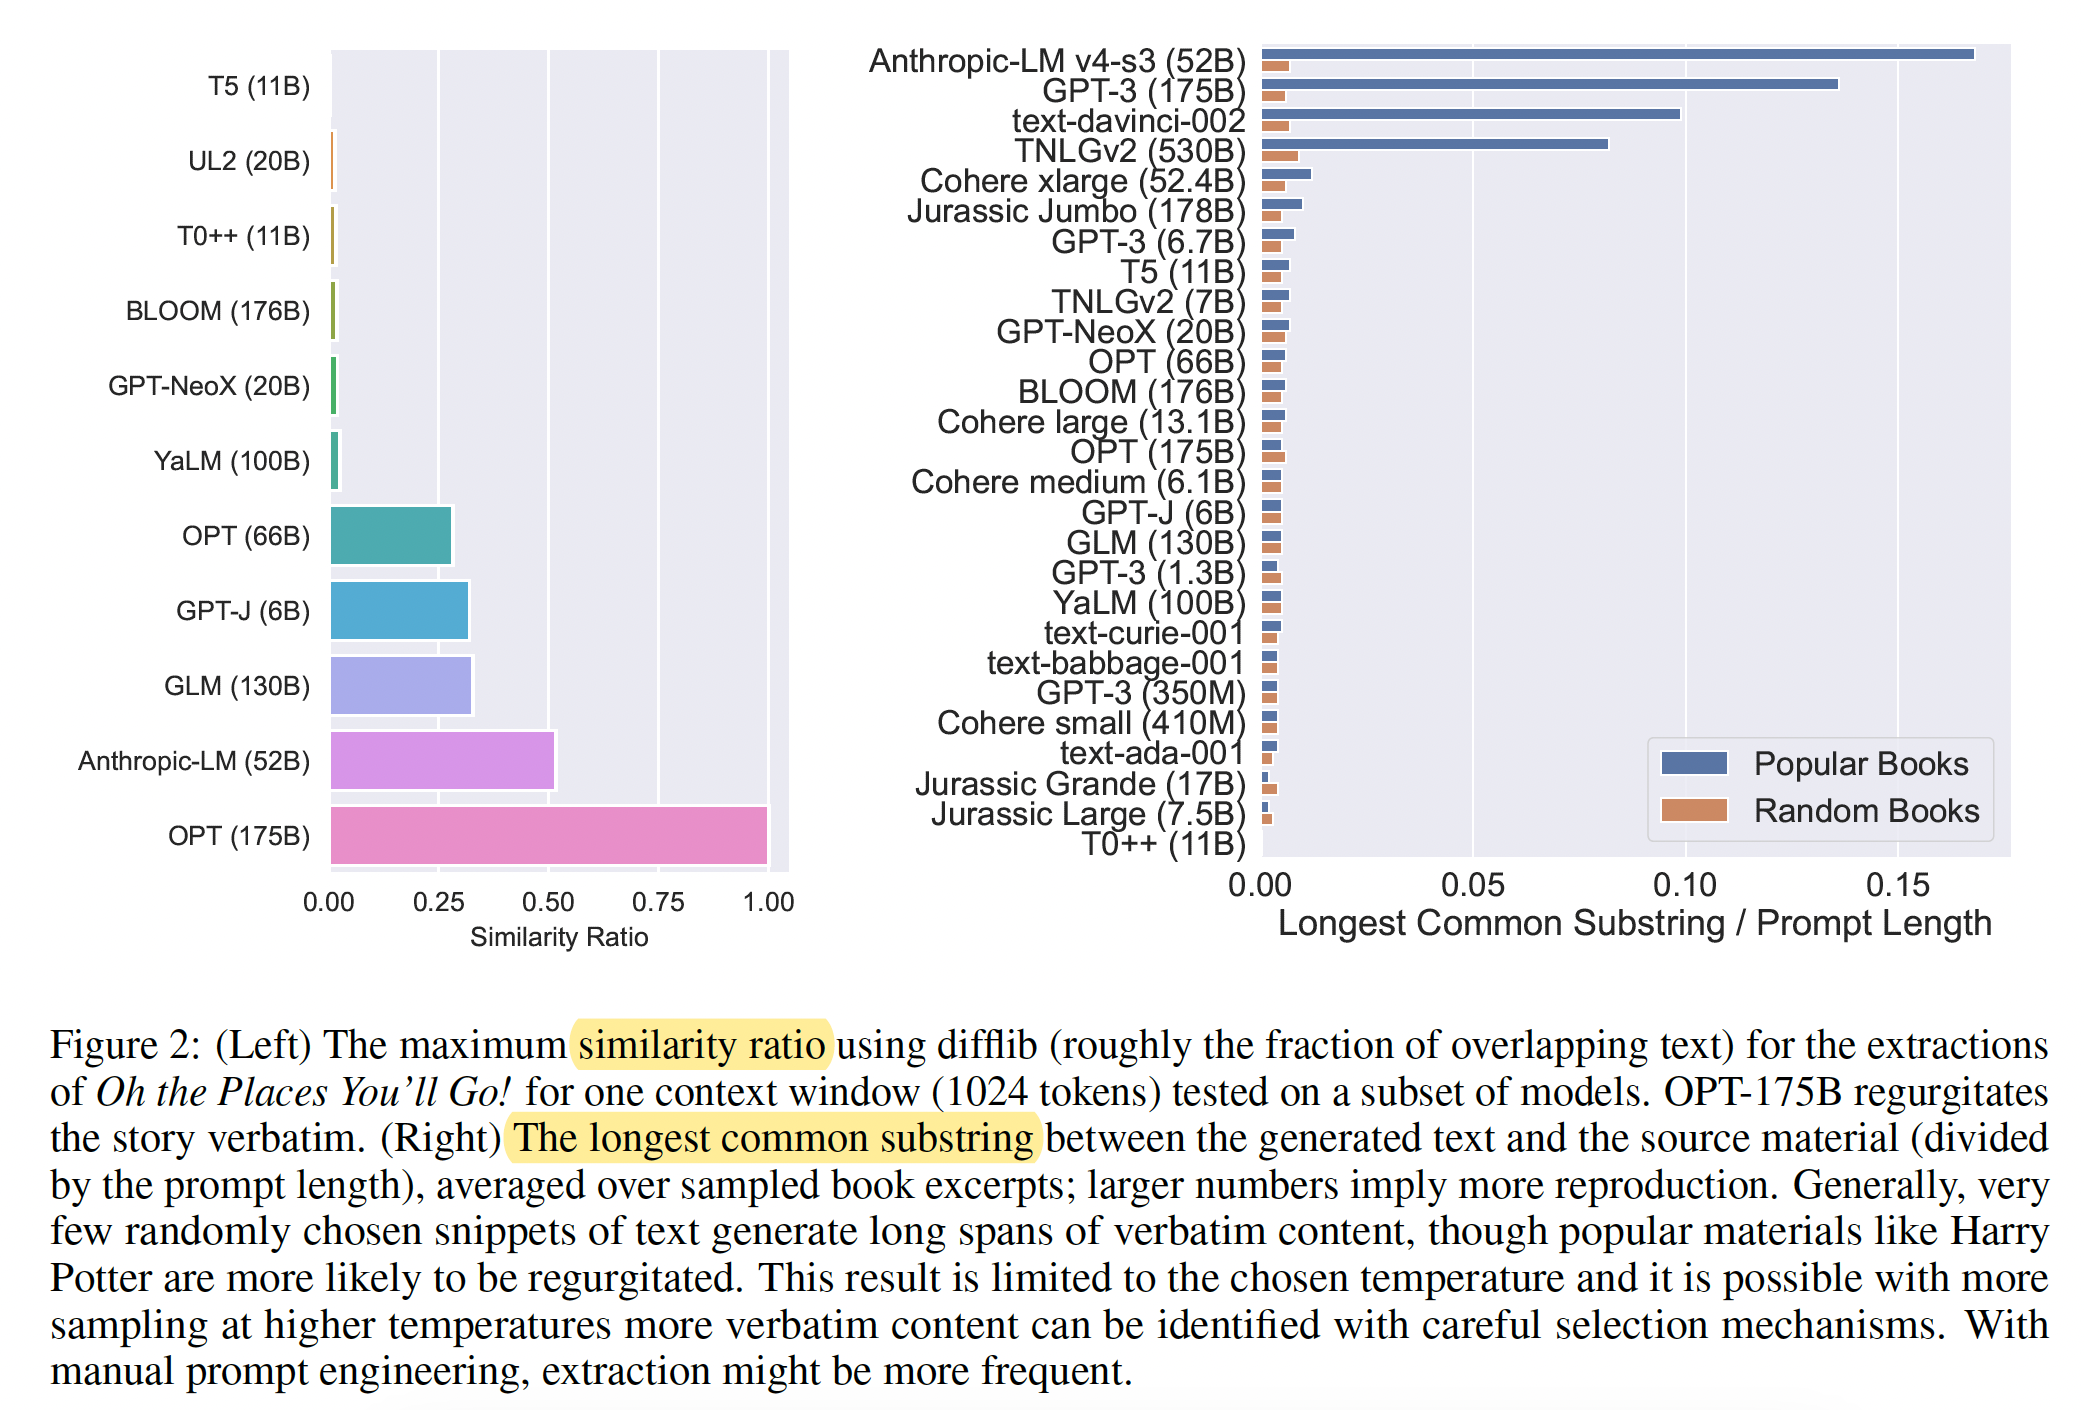 T5 (11B)
UL2 (20B)
T0++ (11B)
BLOOM (176B)
GPT-NeoX (20B)
YaLM (100B)
OPT (66B)
GPT-J (6B)
GLM (130B)
Anthropic-LM (52B)
OPT (175B)
0.00 0.25 0.50 0.75 1.00
Similarity Ratio
Anthropic-LM v4-s3 (52B)
GPT-3 (175B)
text-davinci-002
TNLGv2 (530B)
Cohere xlarge (52.4B)
Jurassic Jumbo (178B)
GPT-3 (6.7B)
T5 (11B)
TNLGv2 (7B)
GPT-NeoX (20B)
OPT (66B)
BLOOM (176B)
Cohere large (13.1B)
OPT (175B)
Cohere medium (6.1B)
GPT-J (6B)
GLM (130B)
GPT-3 (1.3B)
YaLM (100B)
text-curie-001
text-babbage-001
GPT-3 (350M)
Cohere small (410M)
text-ada-001
Jurassic Grande (17B)
Jurassic Large (7.5B)
T0++ (11B)
Popular Books
Random Books
0.00 0.05 0.10 0.15
Longest Common Substring / Prompt Length
Figure 2: (Left) The maximum similarity ratio using difflib (roughly the fraction of overlapping text) for the extractions
of Oh the Places You'll Go! for one context window (1024 tokens) tested on a subset of models. OPT-175B regurgitates
the story verbatim. (Right) The longest common substring between the generated text and the source material (divided
by the prompt length), averaged over sampled book excerpts; larger numbers imply more reproduction. Generally, very
few randomly chosen snippets of text generate long spans of verbatim content, though popular materials like Harry
Potter are more likely to be regurgitated. This result is limited to the chosen temperature and it is possible with more
sampling at higher temperatures more verbatim content can be identified with careful selection mechanisms. With
manual prompt engineering, extraction might be more frequent.